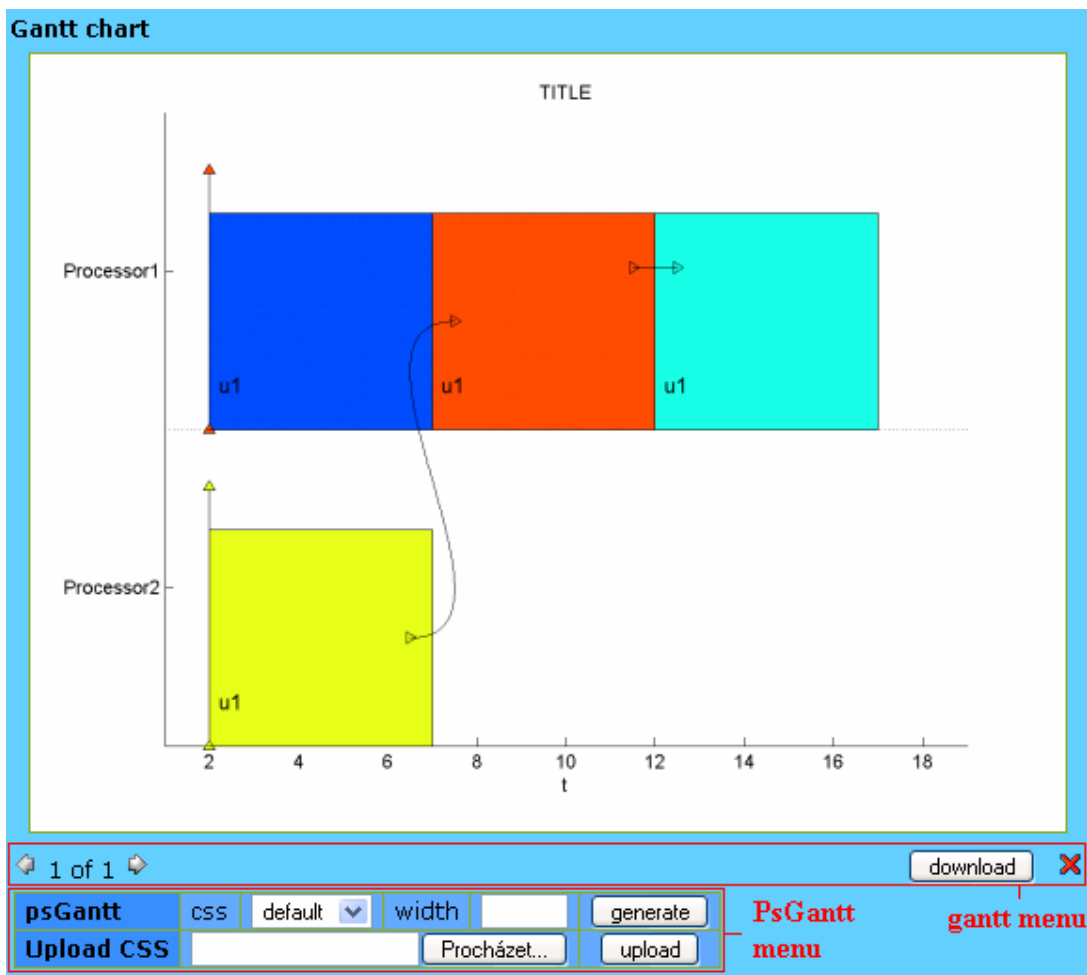 Gantt chart
TITLE
Processor1
u1 u1 u1
Processor2
u1
2 4 6 8 10 12 14 16 18
t
1 of 1 download
psGantt css default width generate
Upload CSS Procházet... upload
PsGantt
menu
gantt menu